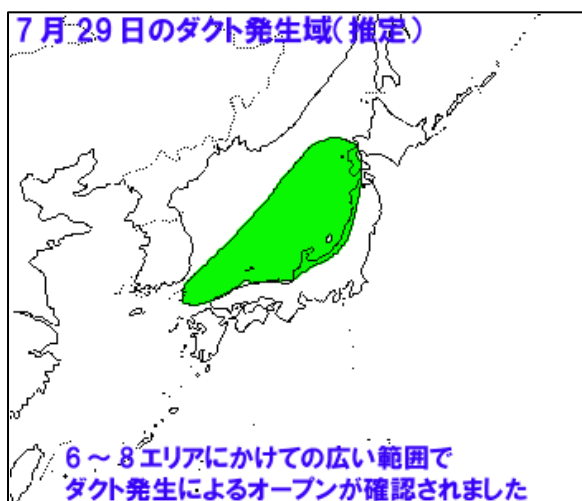 7月29日のダクト発生域(推定)
6~8エリアにかけての広い範囲で
ダクト発生によるオープンが確認されました